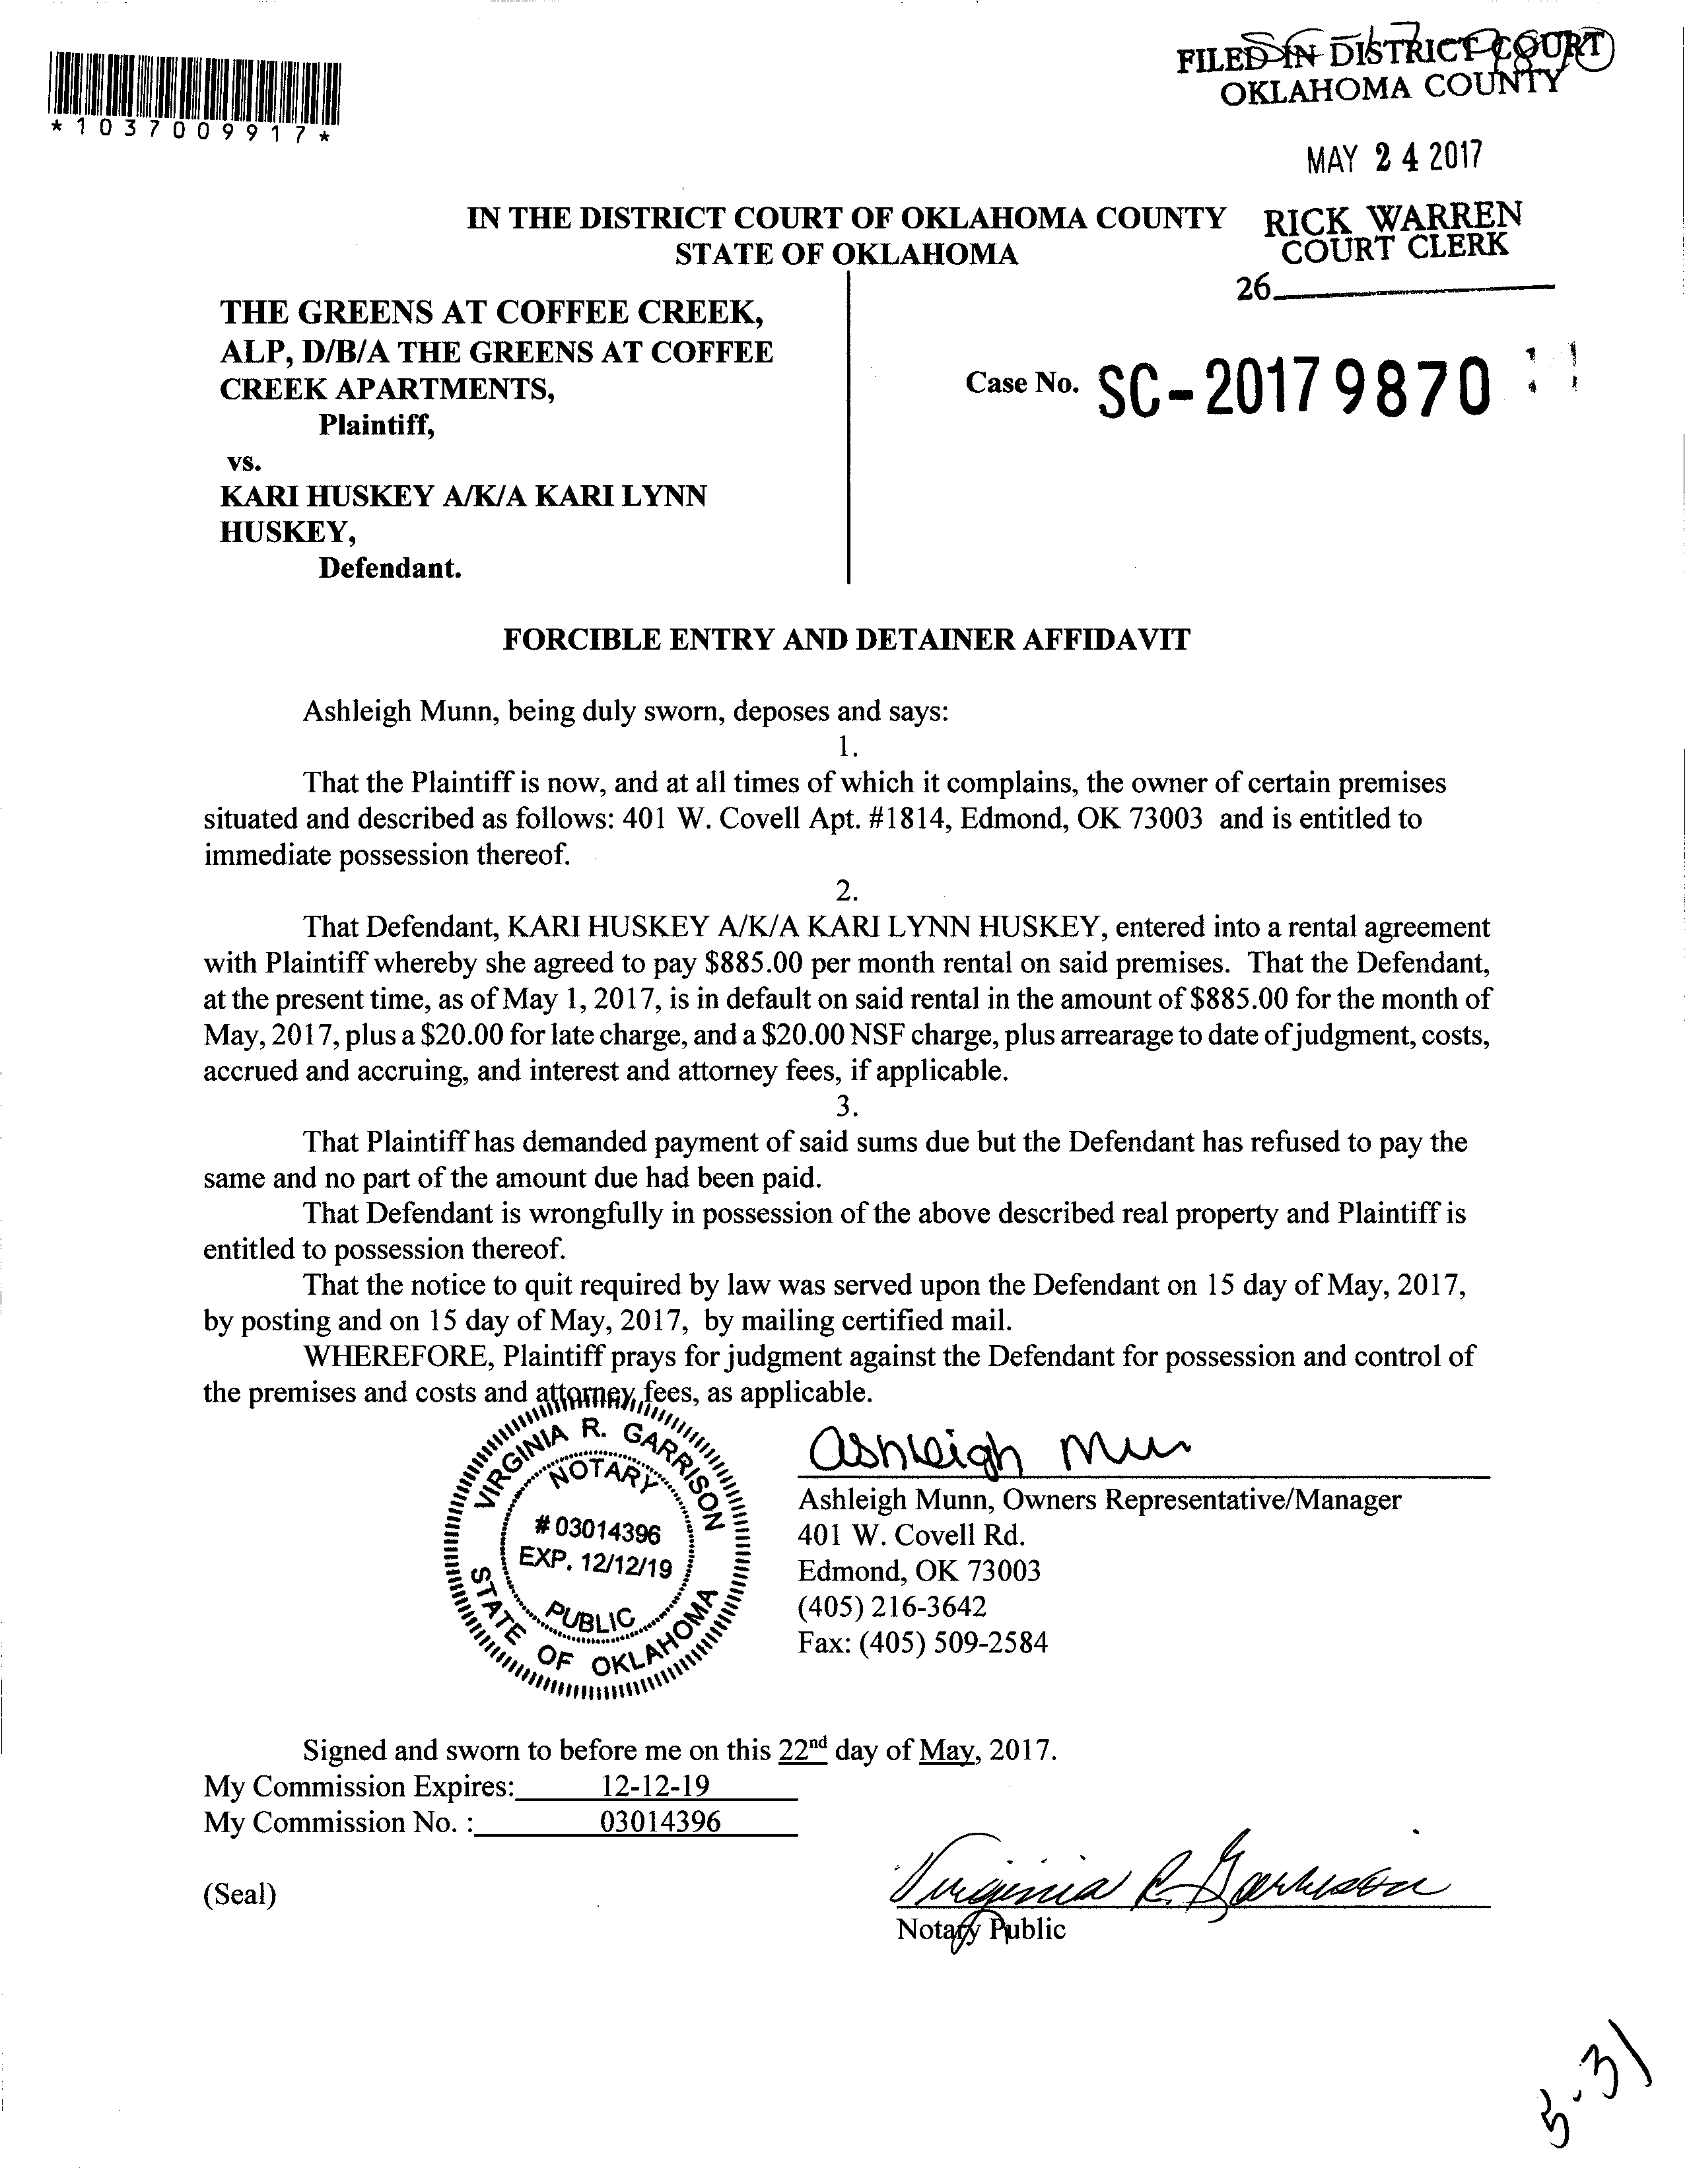 *1037009917*
FILED IN DISTRICT COURT
OKLAHOMA COUNTY
MAY 24 2017
RICK WARREN
COURT CLERK
26
IN THE DISTRICT COURT OF OKLAHOMA COUNTY
STATE OF OKLAHOMA
THE GREENS AT COFFEE CREEK,
ALP, D/B/A THE GREENS AT COFFEE
CREEK APARTMENTS,
Plaintiff,
vs.
KARI HUSKEY A/K/A KARI LYNN
HUSKEY,
Defendant.
Case No. SC-2017 9870
FORCIBLE ENTRY AND DETAINER AFFIDAVIT
Ashleigh Munn, being duly sworn, deposes and says:
1.
That the Plaintiff is now, and at all times of which it complains, the owner of certain premises
situated and described as follows: 401 W. Covell Apt. #1814, Edmond, OK 73003 and is entitled to
immediate possession thereof.
2.
That Defendant, KARI HUSKEY A/K/A KARI LYNN HUSKEY, entered into a rental agreement
with Plaintiff whereby she agreed to pay $885.00 per month rental on said premises. That the Defendant,
at the present time, as of May 1, 2017, is in default on said rental in the amount of $885.00 for the month of
May, 2017, plus a $20.00 for late charge, and a $20.00 NSF charge, plus arrearage to date of judgment, costs,
accrued and accruing, and interest and attorney fees, if applicable.
3.
That Plaintiff has demanded payment of said sums due but the Defendant has refused to pay the
same and no part of the amount due had been paid.
That Defendant is wrongfully in possession of the above described real property and Plaintiff is
entitled to possession thereof.
That the notice to quit required by law was served upon the Defendant on 15 day of May, 2017,
by posting and on 15 day of May, 2017, by mailing certified mail.
WHEREFORE, Plaintiff prays for judgment against the Defendant for possession and control of
the premises and costs and attorney fees, as applicable.
VIRGINIA R. GARRISON
NOTARY
# 03014396
EXP. 12/12/19
PUBLIC
STATE OF OKLAHOMA
Ashleigh Mun
Ashleigh Munn, Owners Representative/Manager
401 W. Covell Rd.
Edmond, OK 73003
(405) 216-3642
Fax: (405) 509-2584
Signed and sworn to before me on this 22nd day of May, 2017.
My Commission Expires: 12-12-19
My Commission No. : 03014396
(Seal)
Virginia R. Garrison
Notary Public
5-31